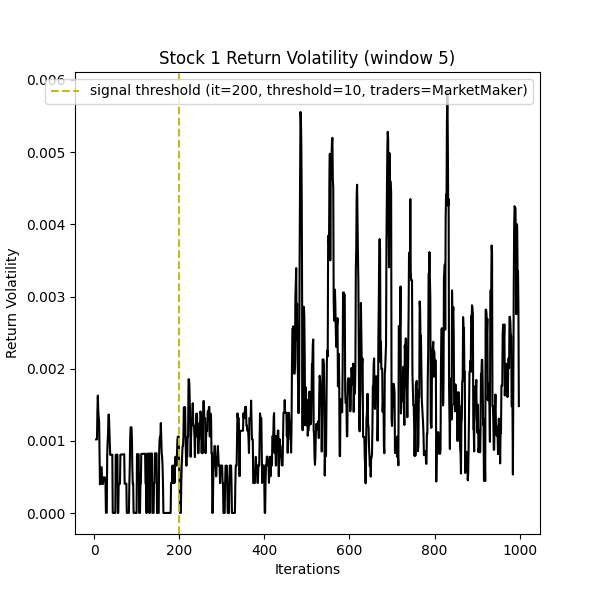 Stock 1 Return Volatility (window 5)
signal threshold (it=200, threshold=10, traders=MarketMaker)
0.006
0.005
0.004
0.003
0.002
0.001
0.000
Return Volatility
0 200 400 600 800 1000
Iterations